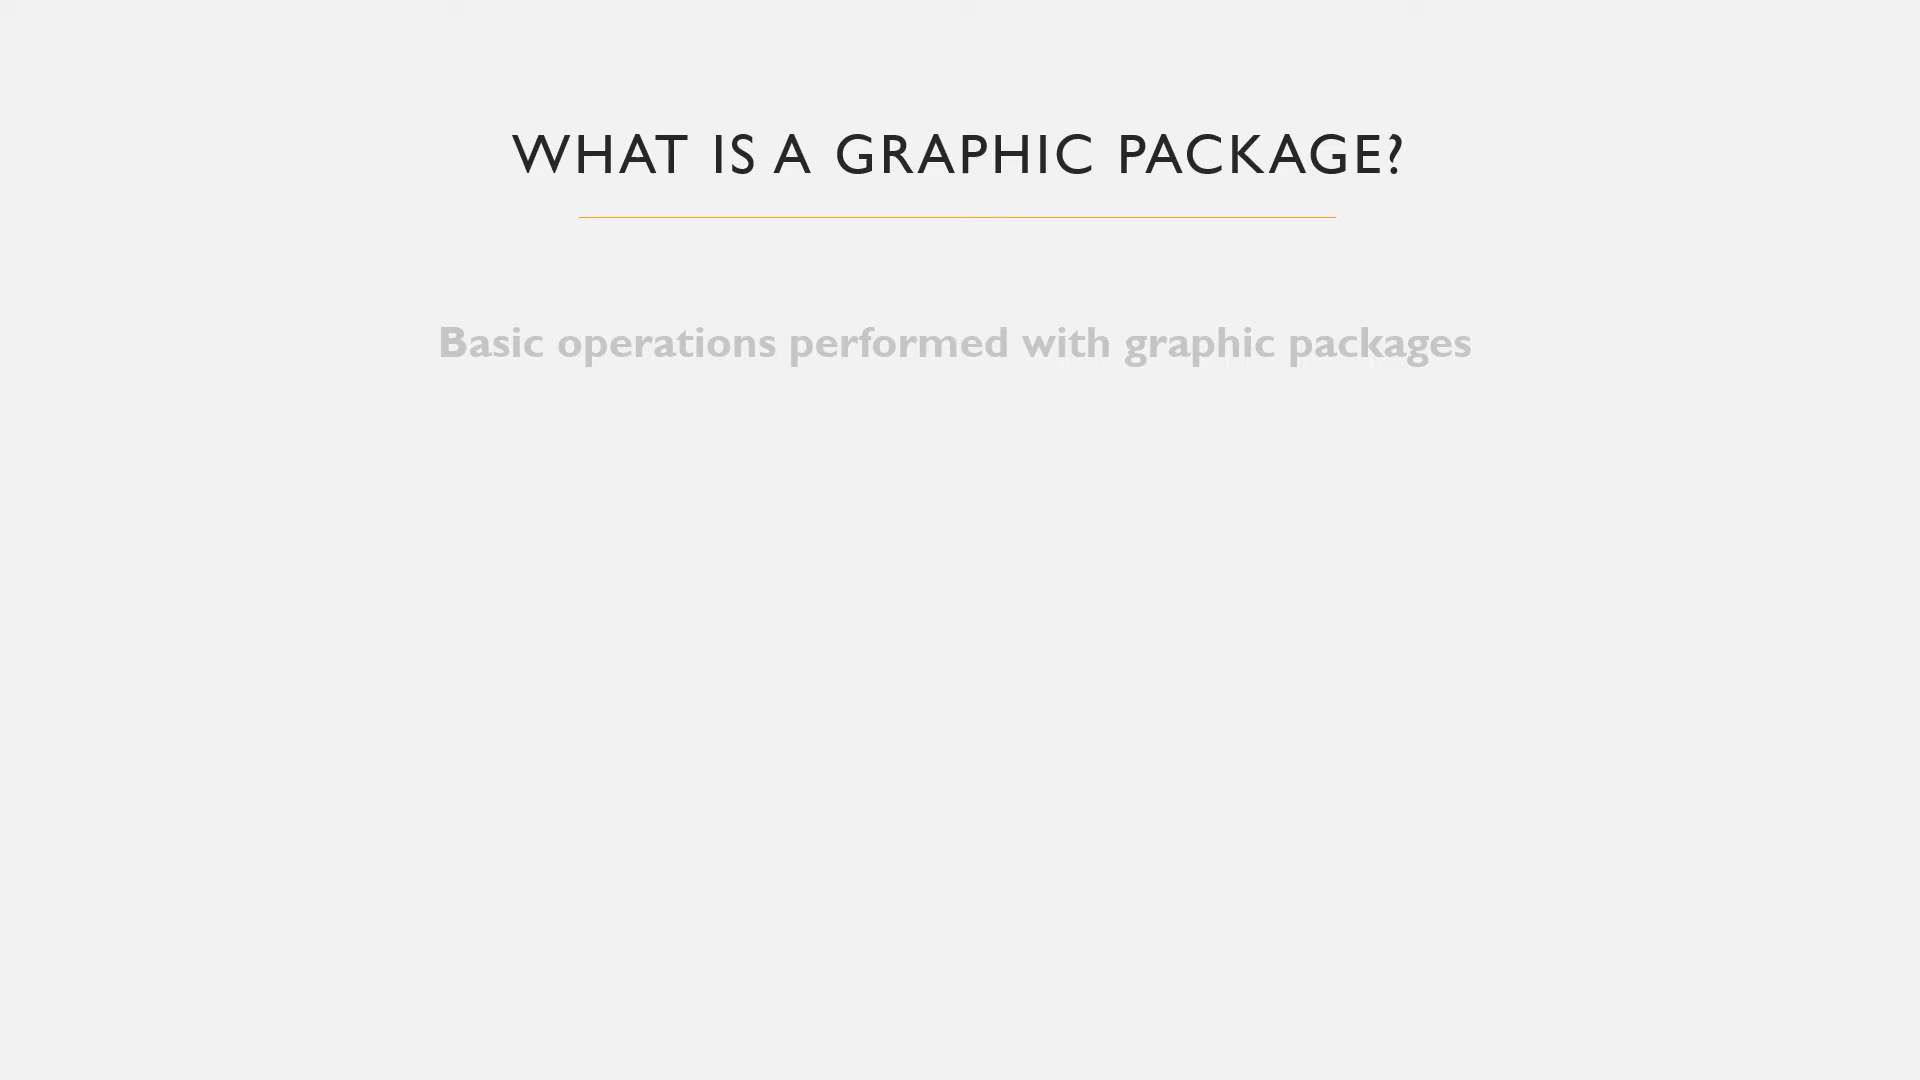 WHAT IS A GRAPHIC PACKAGE?
Basic operations performed with graphic packages